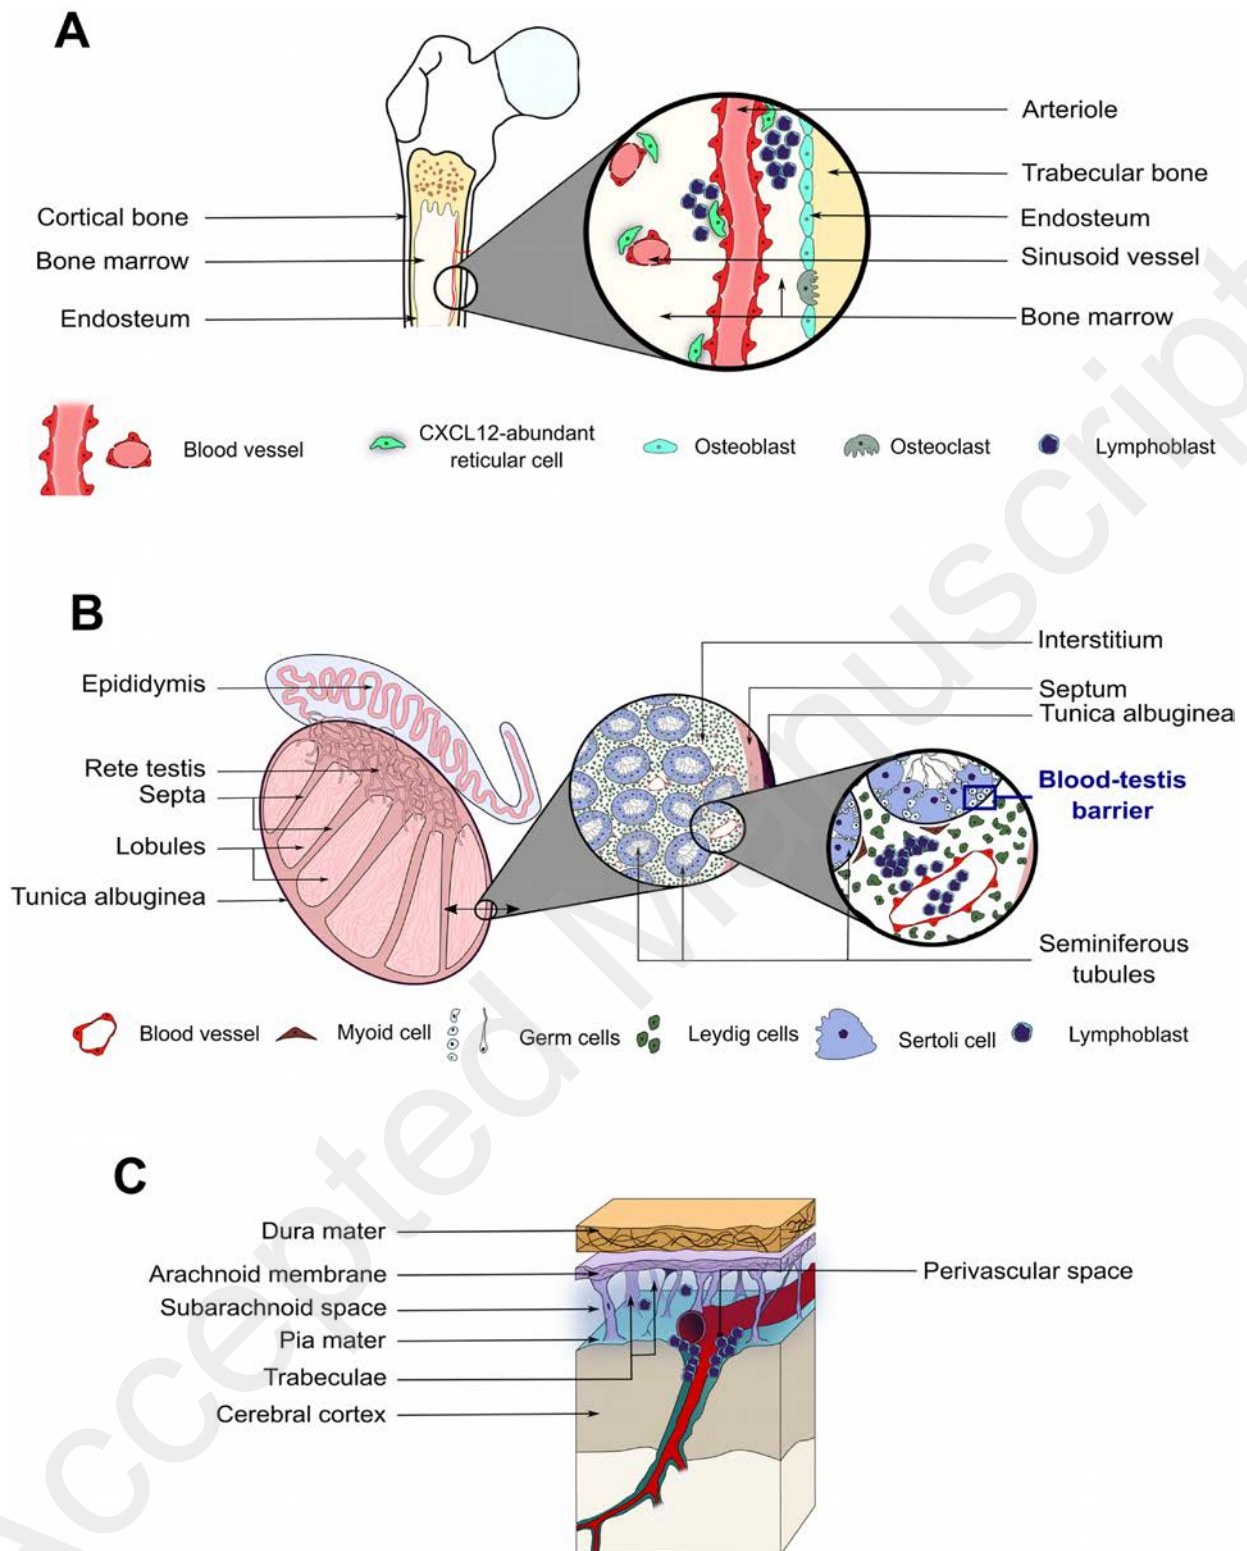 A
Arteriole
Trabecular bone
Cortical bone
Endosteum
Bone marrow
Sinusoid vessel
Endosteum
Bone marrow
Blood vessel
CXCL12-abundant
reticular cell
Osteoblast
Osteoclast
Lymphoblast
B
Interstitium
Epididymis
Septum
Tunica albuginea
Rete testis
Septa
Blood-testis
barrier
Lobules
Tunica albuginea
Seminiferous
tubules
Blood vessel
Myoid cell
Germ cells
Leydig cells
Sertoli cell
Lymphoblast
C
Dura mater
Arachnoid membrane
Perivascular space
Subarachnoid space
Pia mater
Trabeculae
Cerebral cortex
Accepted Manuscript